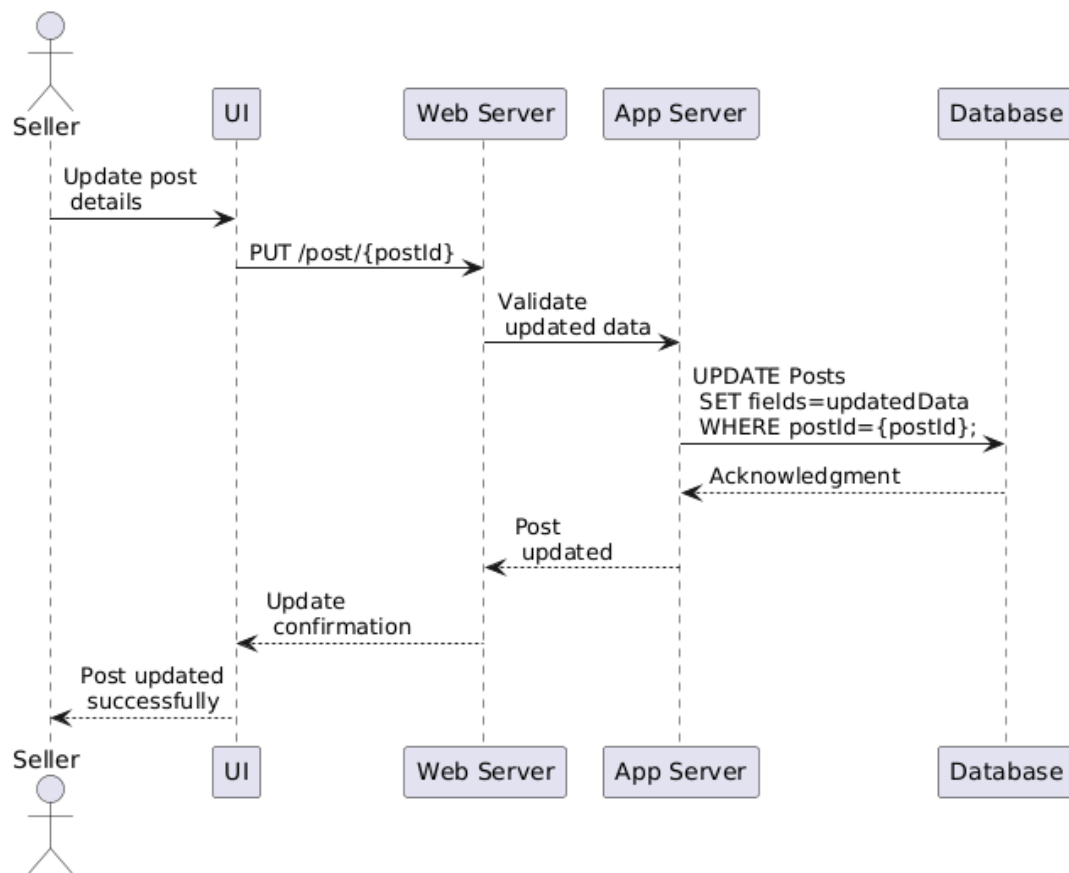 Seller
UI
Web Server
App Server
Database
Update post
details
PUT /post/{postId}
Validate
updated data
UPDATE Posts
SET fields=updatedData
WHERE postId={postId};
Acknowledgment
Post
updated
Update
confirmation
Post updated
successfully
Seller
UI
Web Server
App Server
Database